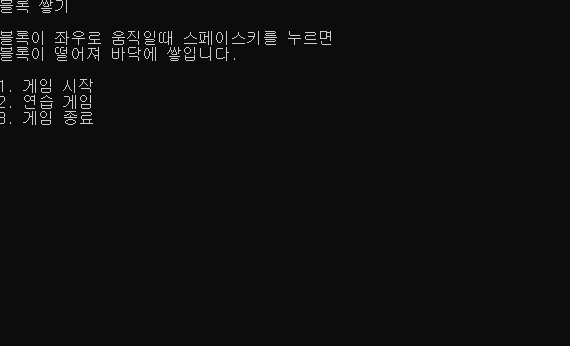 블록 쌓기
블록이 좌우로 움직일때 스페이스키를 누르면
블록이 떨어져 바닥에 쌓입니다.
1. 게임 시작
2. 연습 게임
3. 게임 종료